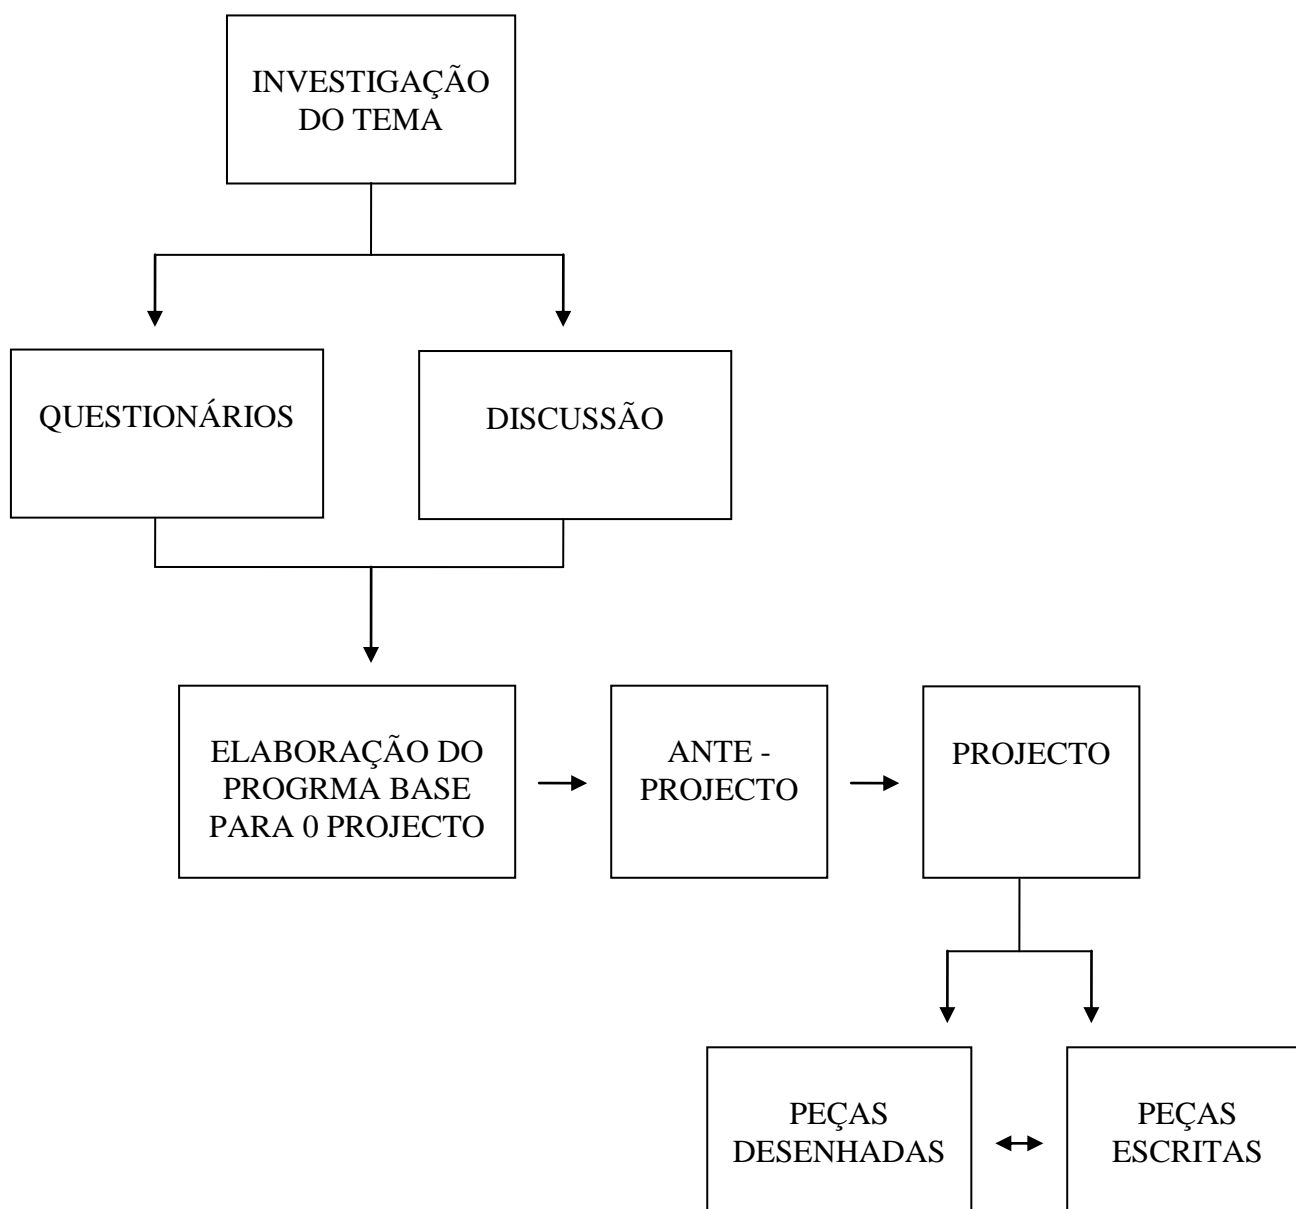 INVESTIGAÇÃO
DO TEMA
QUESTIONÁRIOS
DISCUSSÃO
ELABORAÇÃO DO
PROGRMA BASE
PARA 0 PROJECTO
ANTE -
PROJECTO
PROJECTO
PEÇAS
DESENHADAS
PEÇAS
ESCRITAS